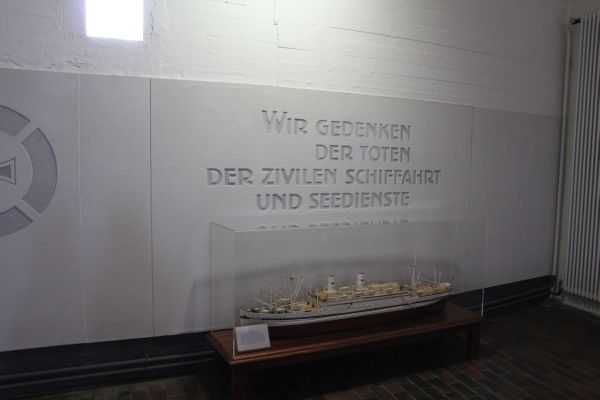 WIR GEDENKEN
DER TOTEN
DER ZIVILEN SCHIFFAHRT
UND SEEDIENSTE